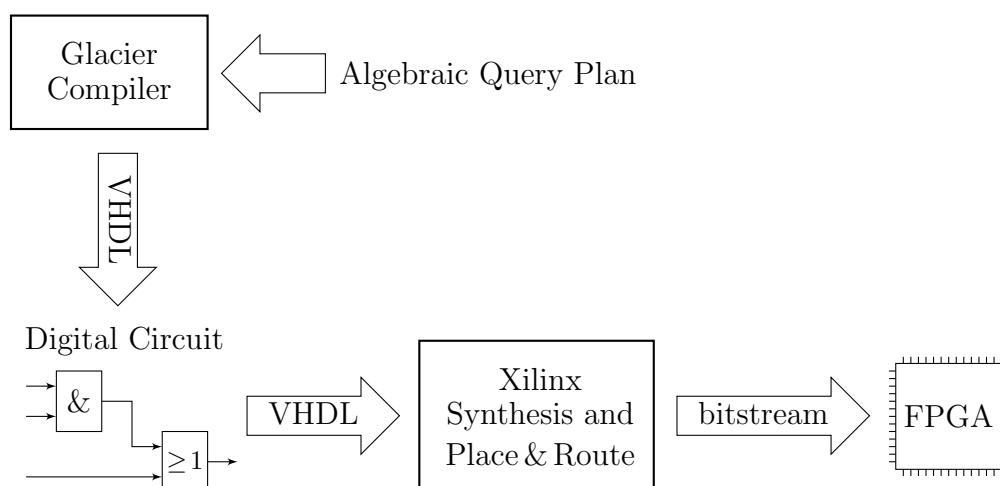 Glacier
Compiler
Algebraic Query Plan
VHDL
Digital Circuit
&
≥1
VHDL
Xilinx
Synthesis and
Place & Route
bitstream
FPGA